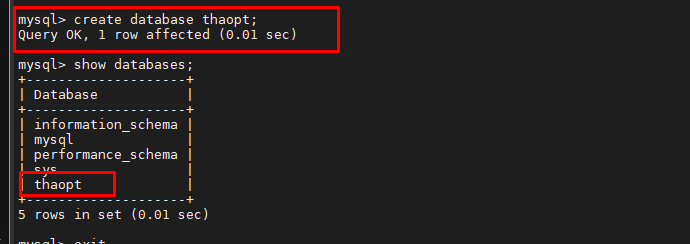 mysql> create database thaopt;
Query OK, 1 row affected (0.01 sec)
mysql> show databases;
+--------------------+
| Database           |
+--------------------+
| information_schema |
| mysql              |
| performance_schema |
| sys                |
| thaopt             |
+--------------------+
5 rows in set (0.01 sec)
mysql> exit